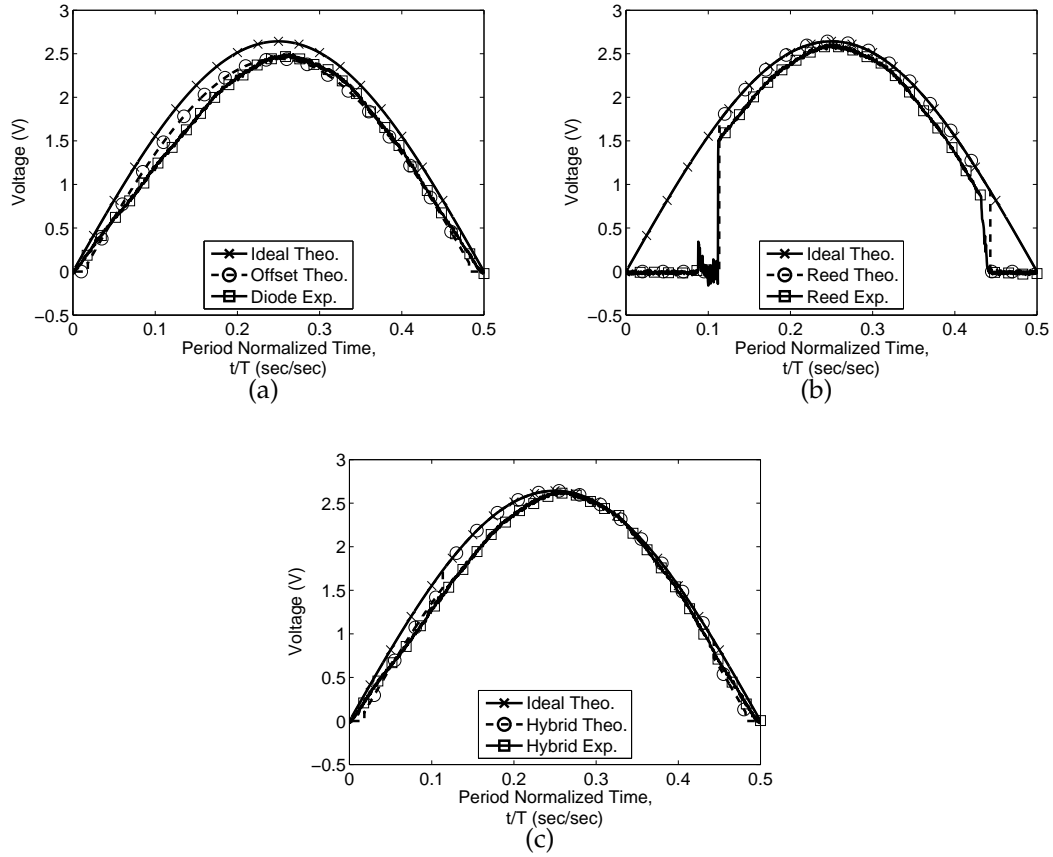 3
2.5
2
1.5
1
0.5
0
−0.5
Voltage (V)
Ideal Theo.
Offset Theo.
Diode Exp.
0 0.1 0.2 0.3 0.4 0.5
Period Normalized Time,
t/T (sec/sec)
(a)
3
2.5
2
1.5
1
0.5
0
−0.5
Voltage (V)
Ideal Theo.
Reed Theo.
Reed Exp.
0 0.1 0.2 0.3 0.4 0.5
Period Normalized Time,
t/T (sec/sec)
(b)
3
2.5
2
1.5
1
0.5
0
−0.5
Voltage (V)
Ideal Theo.
Hybrid Theo.
Hybrid Exp.
0 0.1 0.2 0.3 0.4 0.5
Period Normalized Time,
t/T (sec/sec)
(c)